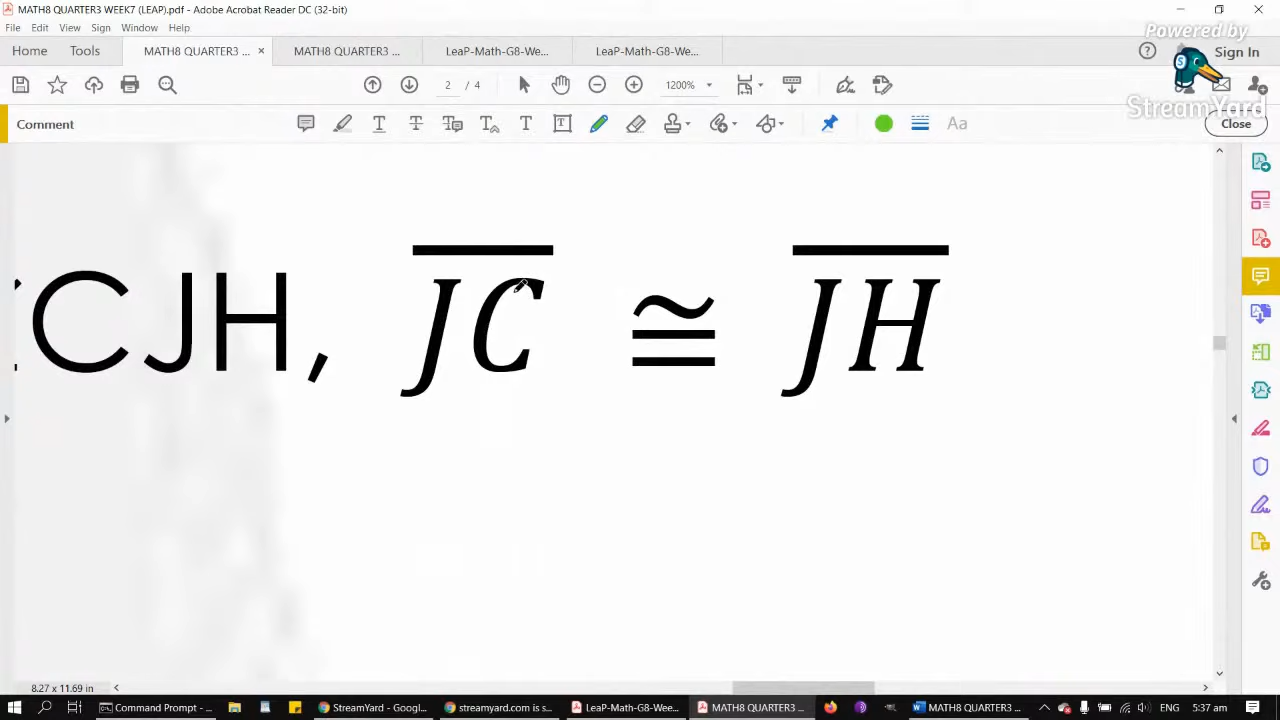 MATH8 QUARTER3 WEEK7 (LEAP).pdf - Adobe Acrobat Reader DC (32-bit)
File Edit View Sign Window Help
Powered by
StreamYard
Home Tools MATH8 QUARTER3 ... × MATH8 QUARTER3 ... LeaP-Math-G8-We... LeaP-Math-G8-We... Sign In
2 / 1200%
Comment Aa Close
CJH, JC ≅ JH
8.27 x 11.69 in
Command Prompt - ... StreamYard - Googl... streamyard.com is s... LeaP-Math-G8-Wee... MATH8 QUARTER3 ... MATH8 QUARTER3 ... ENG 5:37 am